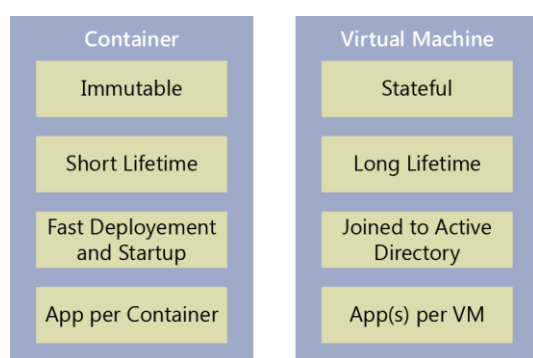 Container
Immutable
Short Lifetime
Fast Deployement
and Startup
App per Container
Virtual Machine
Stateful
Long Lifetime
Joined to Active
Directory
App(s) per VM